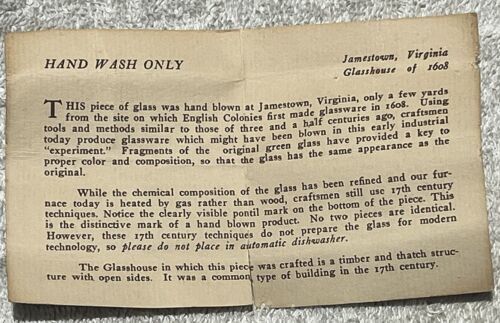 HAND WASH ONLY
Jamestown, Virginia
Glasshouse of 1608
THIS piece of glass was hand blown at Jamestown, Virginia, only a few yards
from the site on which English Colonies first made glassware in 1608. Using
tools and methods similar to those of three and a half centuries ago, craftsmen
today produce glassware which might have been blown in this early industrial
"experiment." Fragments of the original green glass have provided a key to
proper color and composition, so that the glass has the same appearance as the
original.
While the chemical composition of the glass has been refined and our fur-
nace today is heated by gas rather than wood, craftsmen still use 17th century
techniques. Notice the clearly visible pontil mark on the bottom of the piece. This
is the distinctive mark of a hand blown product. No two pieces are identical.
However, these 17th century techniques do not prepare the glass for modern
technology, so please do not place in automatic dishwasher.
The Glasshouse in which this piece was crafted is a timber and thatch struc-
ture with open sides. It was a common type of building in the 17th century.